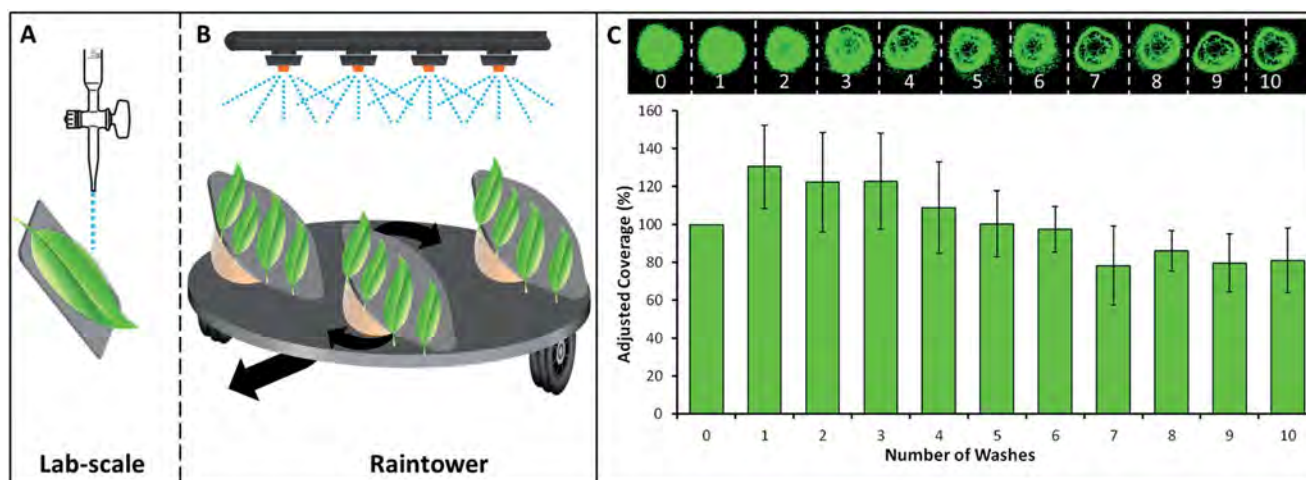 A
Lab-scale
B
Raintower
C
0 1 2 3 4 5 6 7 8 9 10
Adjusted Coverage (%)
160
140
120
100
80
60
40
20
0
0 1 2 3 4 5 6 7 8 9 10
Number of Washes